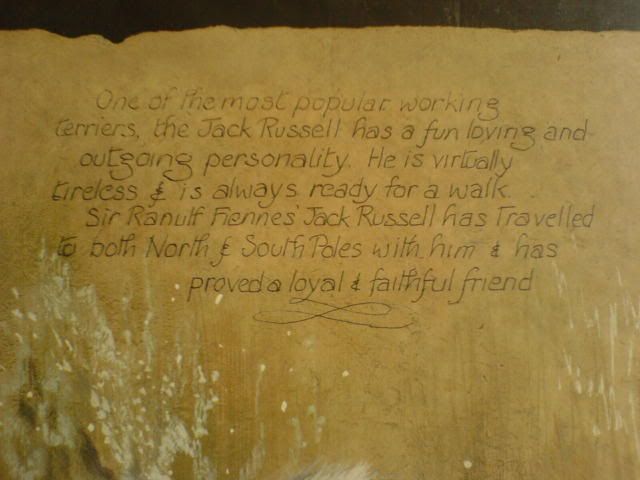 One of the most popular working
terriers, the Jack Russell has a fun loving and
outgoing personality. He is virtually
tireless & is always ready for a walk.
Sir Ranulf Fiennes' Jack Russell has Travelled
to both North & South Poles with him & has
proved a loyal & faithful friend